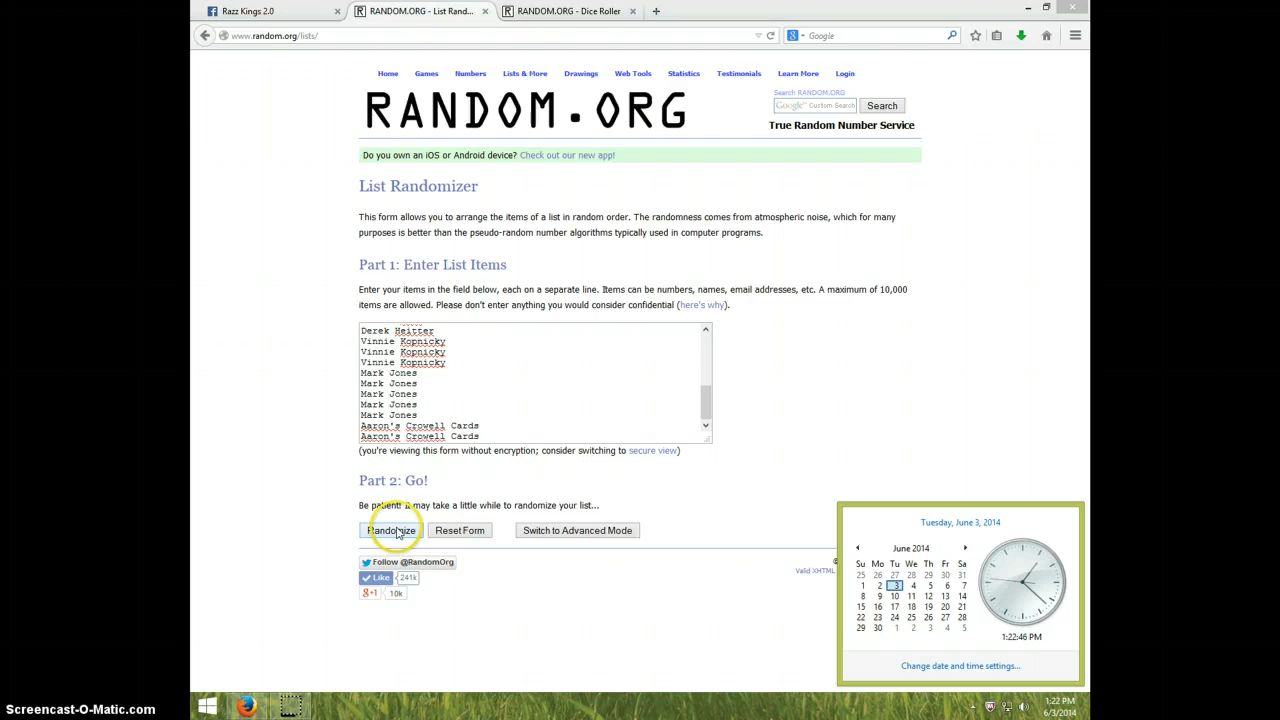 Razz Kings 2.0
RANDOM.ORG - List Rand...
RANDOM.ORG - Dice Roller
www.random.org/lists/
Google
Home Games Numbers Lists & More Drawings Web Tools Statistics Testimonials Learn More Login
RANDOM.ORG
Search RANDOM.ORG
Google™ Custom Search
Search
True Random Number Service
Do you own an iOS or Android device? Check out our new app!
List Randomizer
This form allows you to arrange the items of a list in random order. The randomness comes from atmospheric noise, which for many
purposes is better than the pseudo-random number algorithms typically used in computer programs.
Part 1: Enter List Items
Enter your items in the field below, each on a separate line. Items can be numbers, names, email addresses, etc. A maximum of 10,000
items are allowed. Please don't enter anything you would consider confidential (here's why).
Derek Heitter
Vinnie Kopnicky
Vinnie Kopnicky
Vinnie Kopnicky
Mark Jones
Mark Jones
Mark Jones
Mark Jones
Mark Jones
Aaron's Crowell Cards
Aaron's Crowell Cards
(you're viewing this form without encryption; consider switching to secure view)
Part 2: Go!
Be patient! It may take a little while to randomize your list...
Randomize Reset Form Switch to Advanced Mode
Follow @RandomOrg
Like 241k
g+1 10k
©
Valid XHTML
Tuesday, June 3, 2014
June 2014
Su Mo Tu We Th Fr Sa
25 26 27 28 29 30 31
1 2 3 4 5 6 7
8 9 10 11 12 13 14
15 16 17 18 19 20 21
22 23 24 25 26 27 28
29 30 1 2 3 4 5
1:22:46 PM
Change date and time settings...
1:22 PM
6/3/2014
Screencast-O-Matic.com